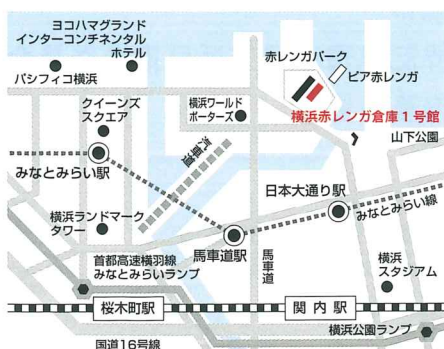 ヨコハマグランド
インターコンチネンタル
ホテル
パシフィコ横浜
赤レンガパーク
ピア赤レンガ
クイーンズ
スクエア
横浜ワールド
ポーターズ
横浜赤レンガ倉庫1号館
汽車道
山下公園
みなとみらい駅
日本大通り駅
みなとみらい線
横浜ランドマーク
タワー
馬車道駅
首都高速横羽線
みなとみらいランプ
馬車道
横浜
スタジアム
桜木町駅
関内駅
横浜公園ランプ
国道16号線